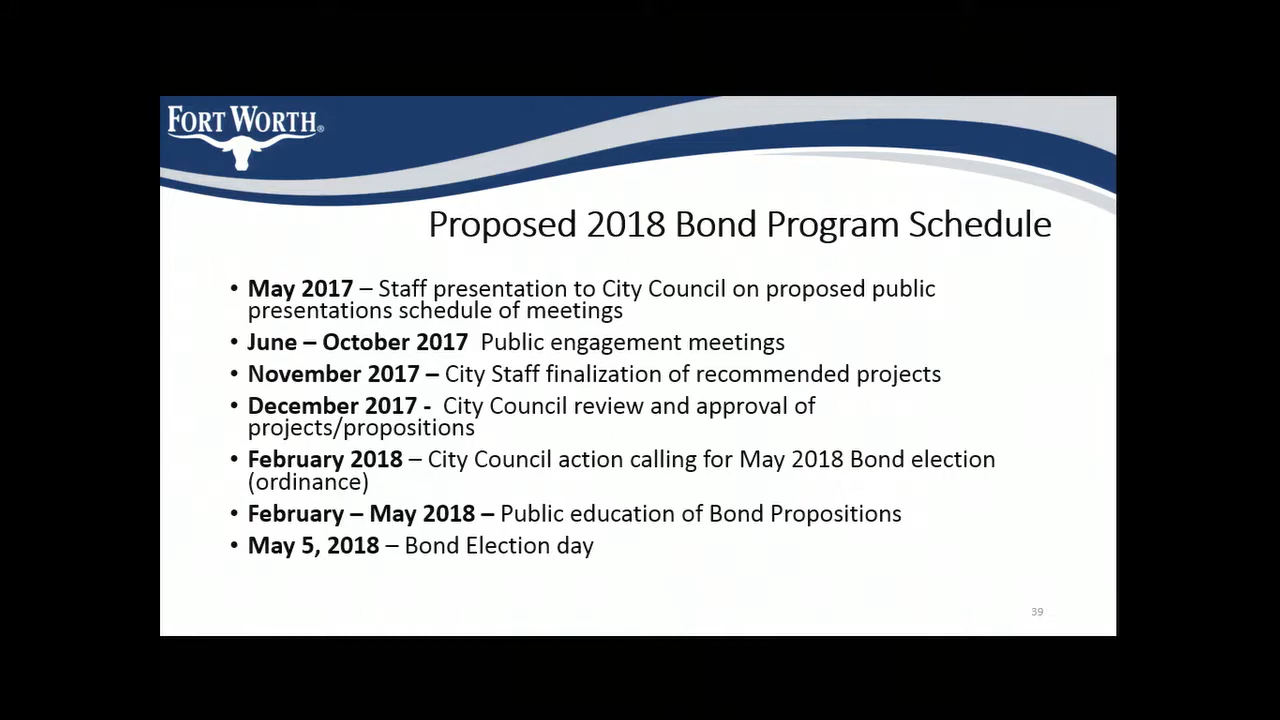 FORT WORTH®
Proposed 2018 Bond Program Schedule
• May 2017 – Staff presentation to City Council on proposed public
presentations schedule of meetings
• June – October 2017  Public engagement meetings
• November 2017 – City Staff finalization of recommended projects
• December 2017 -  City Council review and approval of
projects/propositions
• February 2018 – City Council action calling for May 2018 Bond election
(ordinance)
• February – May 2018 – Public education of Bond Propositions
• May 5, 2018 – Bond Election day
39